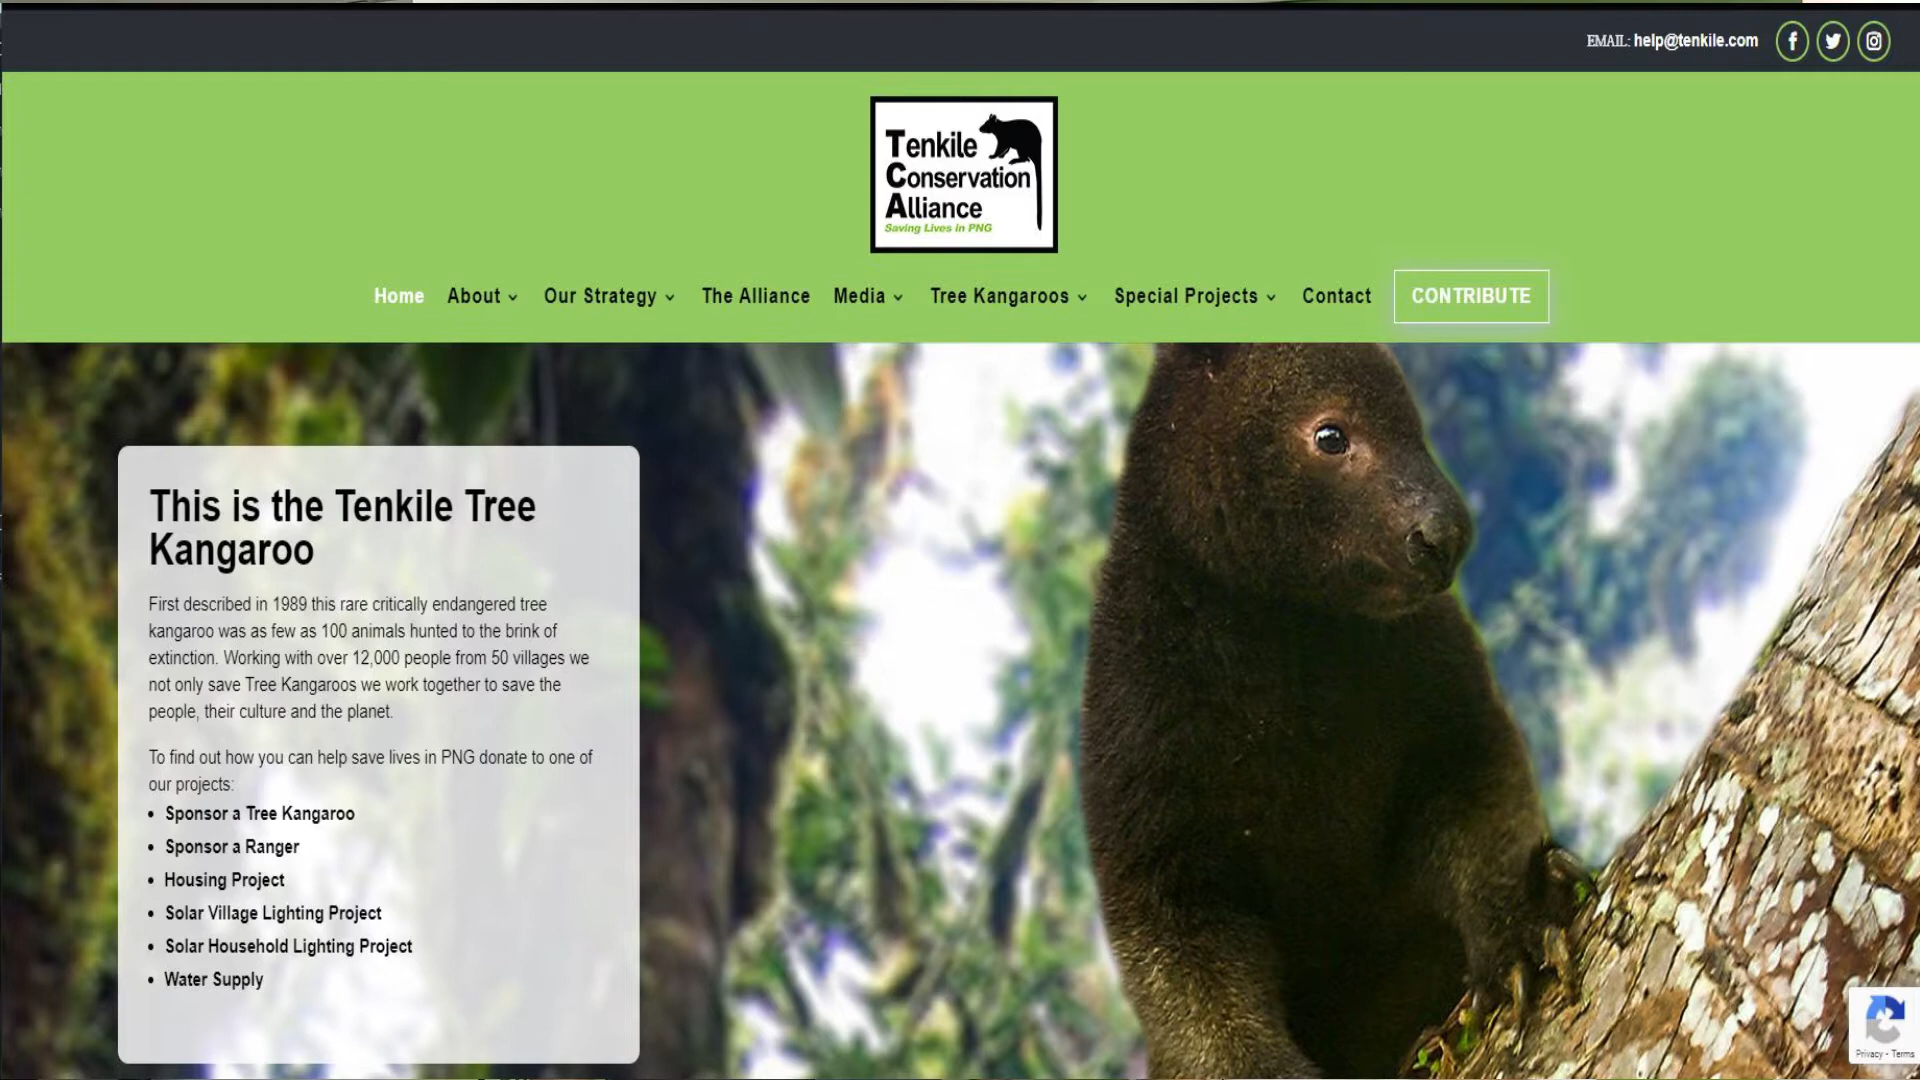 EMAIL: help@tenkile.com
Tenkile
Conservation
Alliance
Saving Lives in PNG
Home About Our Strategy The Alliance Media Tree Kangaroos Special Projects Contact CONTRIBUTE
This is the Tenkile Tree
Kangaroo
First described in 1989 this rare critically endangered tree
kangaroo was as few as 100 animals hunted to the brink of
extinction. Working with over 12,000 people from 50 villages we
not only save Tree Kangaroos we work together to save the
people, their culture and the planet.
To find out how you can help save lives in PNG donate to one of
our projects:
• Sponsor a Tree Kangaroo
• Sponsor a Ranger
• Housing Project
• Solar Village Lighting Project
• Solar Household Lighting Project
• Water Supply
Privacy - Terms